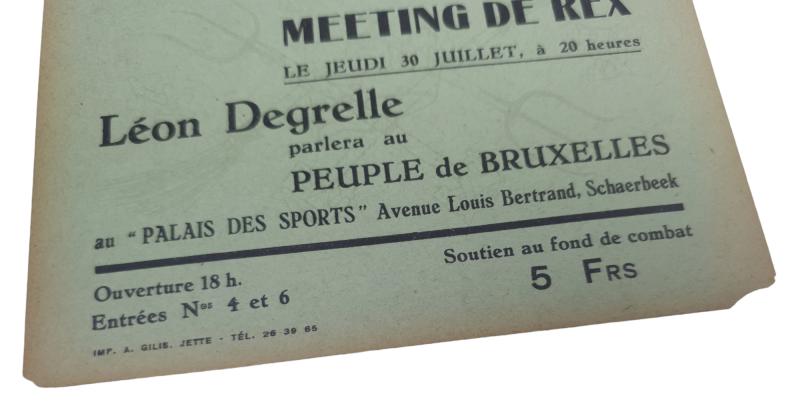 MEETING DE REX
LE JEUDI 30 JUILLET, à 20 heures
Léon Degrelle
parlera au
PEUPLE de BRUXELLES
au "PALAIS DES SPORTS" Avenue Louis Bertrand, Schaerbeek
Ouverture 18 h.
Entrées Nos 4 et 6
Soutien au fond de combat
5 FRS
IMP. A. GILIS. JETTE - TÉL. 26 39 65